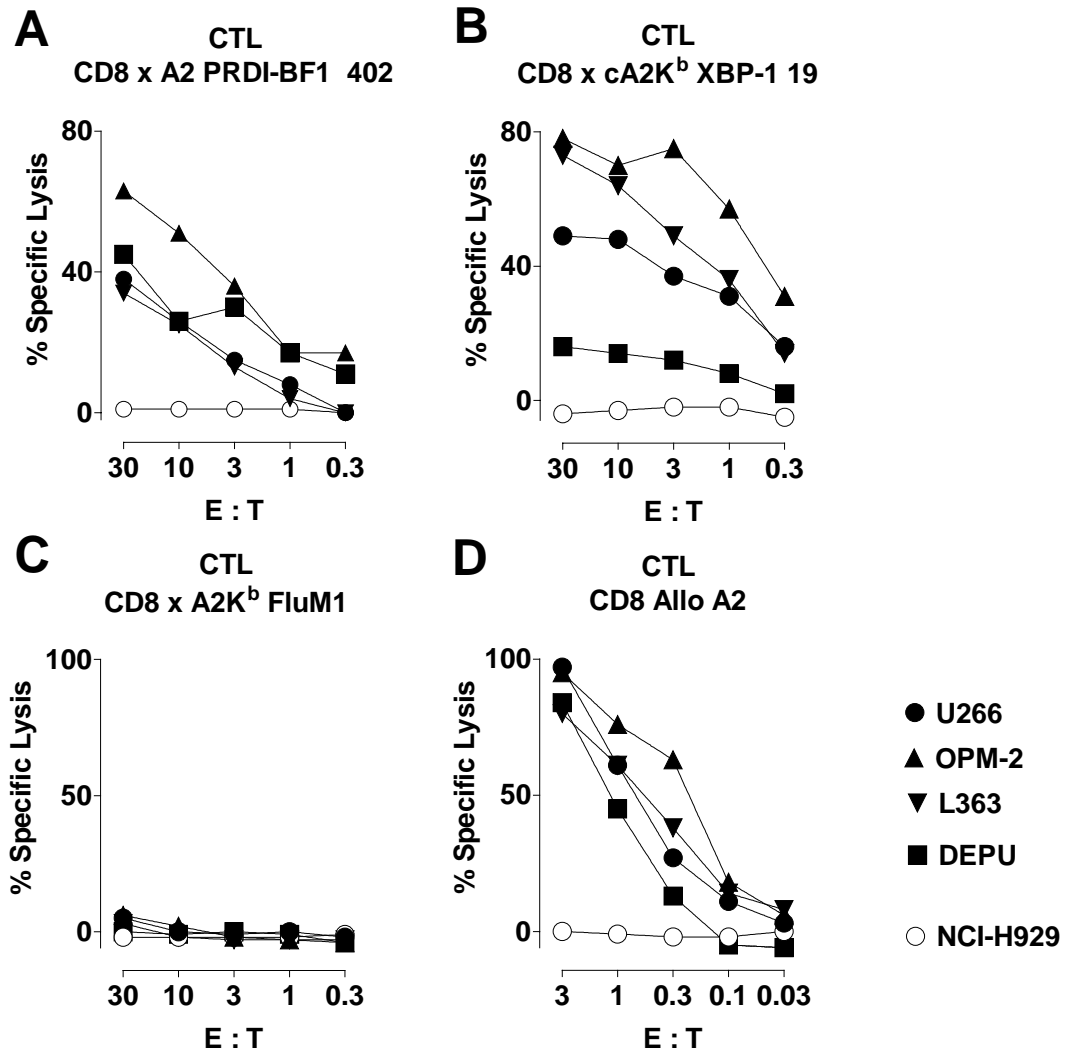 A
CTL
CD8 x A2 PRDI-BF1 402
80
40
0
% Specific Lysis
30 10 3 1 0.3
E : T
B
CTL
CD8 x cA2Kᵇ XBP-1 19
80
40
0
% Specific Lysis
30 10 3 1 0.3
E : T
C
CTL
CD8 x A2Kᵇ FluM1
100
50
0
% Specific Lysis
30 10 3 1 0.3
E : T
D
CTL
CD8 Allo A2
100
50
0
% Specific Lysis
3 1 0.3 0.1 0.03
E : T
U266
OPM-2
L363
DEPU
NCI-H929